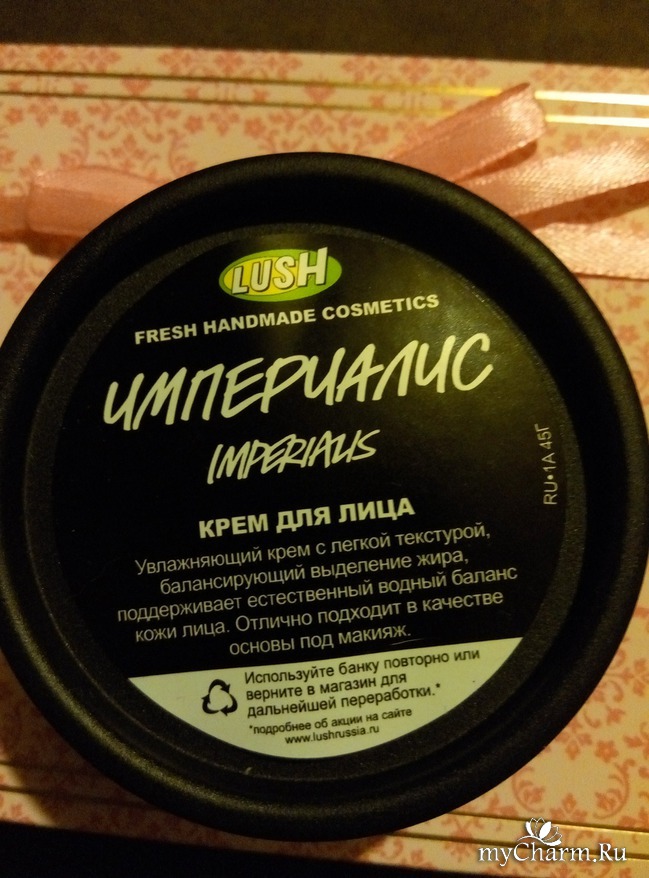 LUSH
FRESH HANDMADE COSMETICS
ИМПЕРИАЛИС
IMPERIALIS
RU•1A 45Г
КРЕМ ДЛЯ ЛИЦА
Увлажняющий крем с легкой текстурой,
балансирующий выделение жира,
поддерживает естественный водный баланс
кожи лица. Отлично подходит в качестве
основы под макияж.
Используйте банку повторно или
верните в магазин для
дальнейшей переработки.*
*подробнее об акции на сайте
www.lushrussia.ru
myCharm.Ru